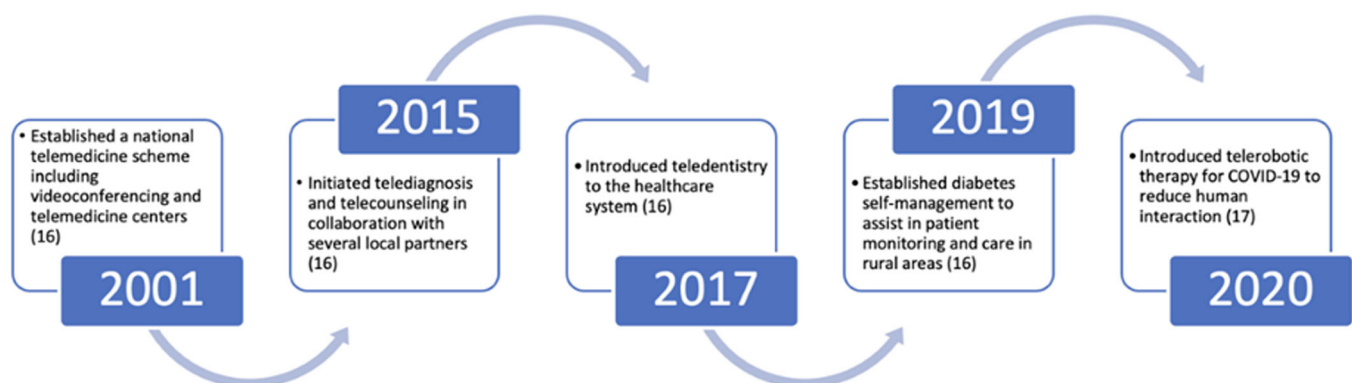 • Established a national
telemedicine scheme
including
videoconferencing and
telemedicine centers
(16)
2001
2015
• Initiated telediagnosis
and telecounseling in
collaboration with
several local partners
(16)
• Introduced teledentistry
to the healthcare
system (16)
2017
2019
• Established diabetes
self-management to
assist in patient
monitoring and care in
rural areas (16)
• Introduced telerobotic
therapy for COVID-19 to
reduce human
interaction (17)
2020